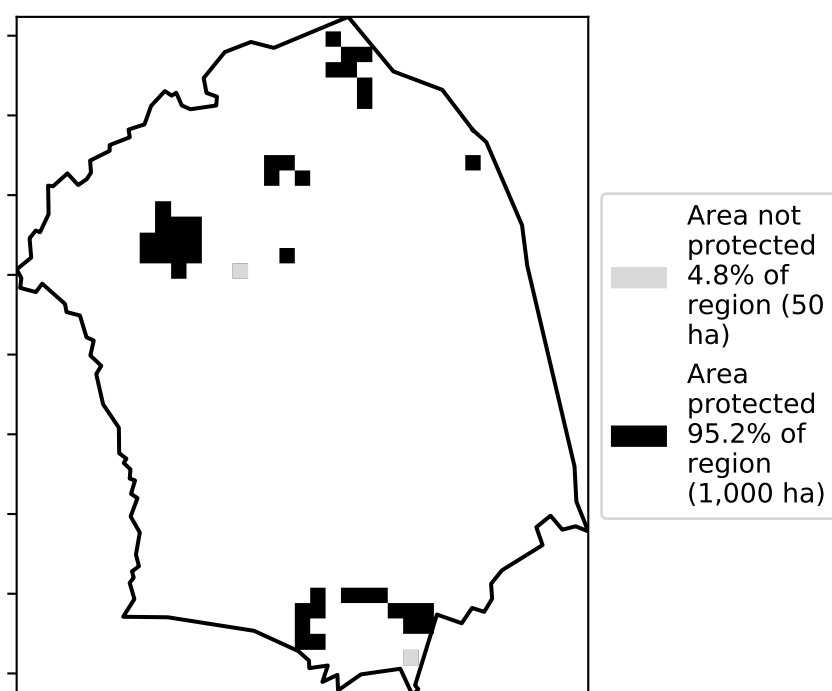 Area not
protected
4.8% of
region (50
ha)
Area
protected
95.2% of
region
(1,000 ha)